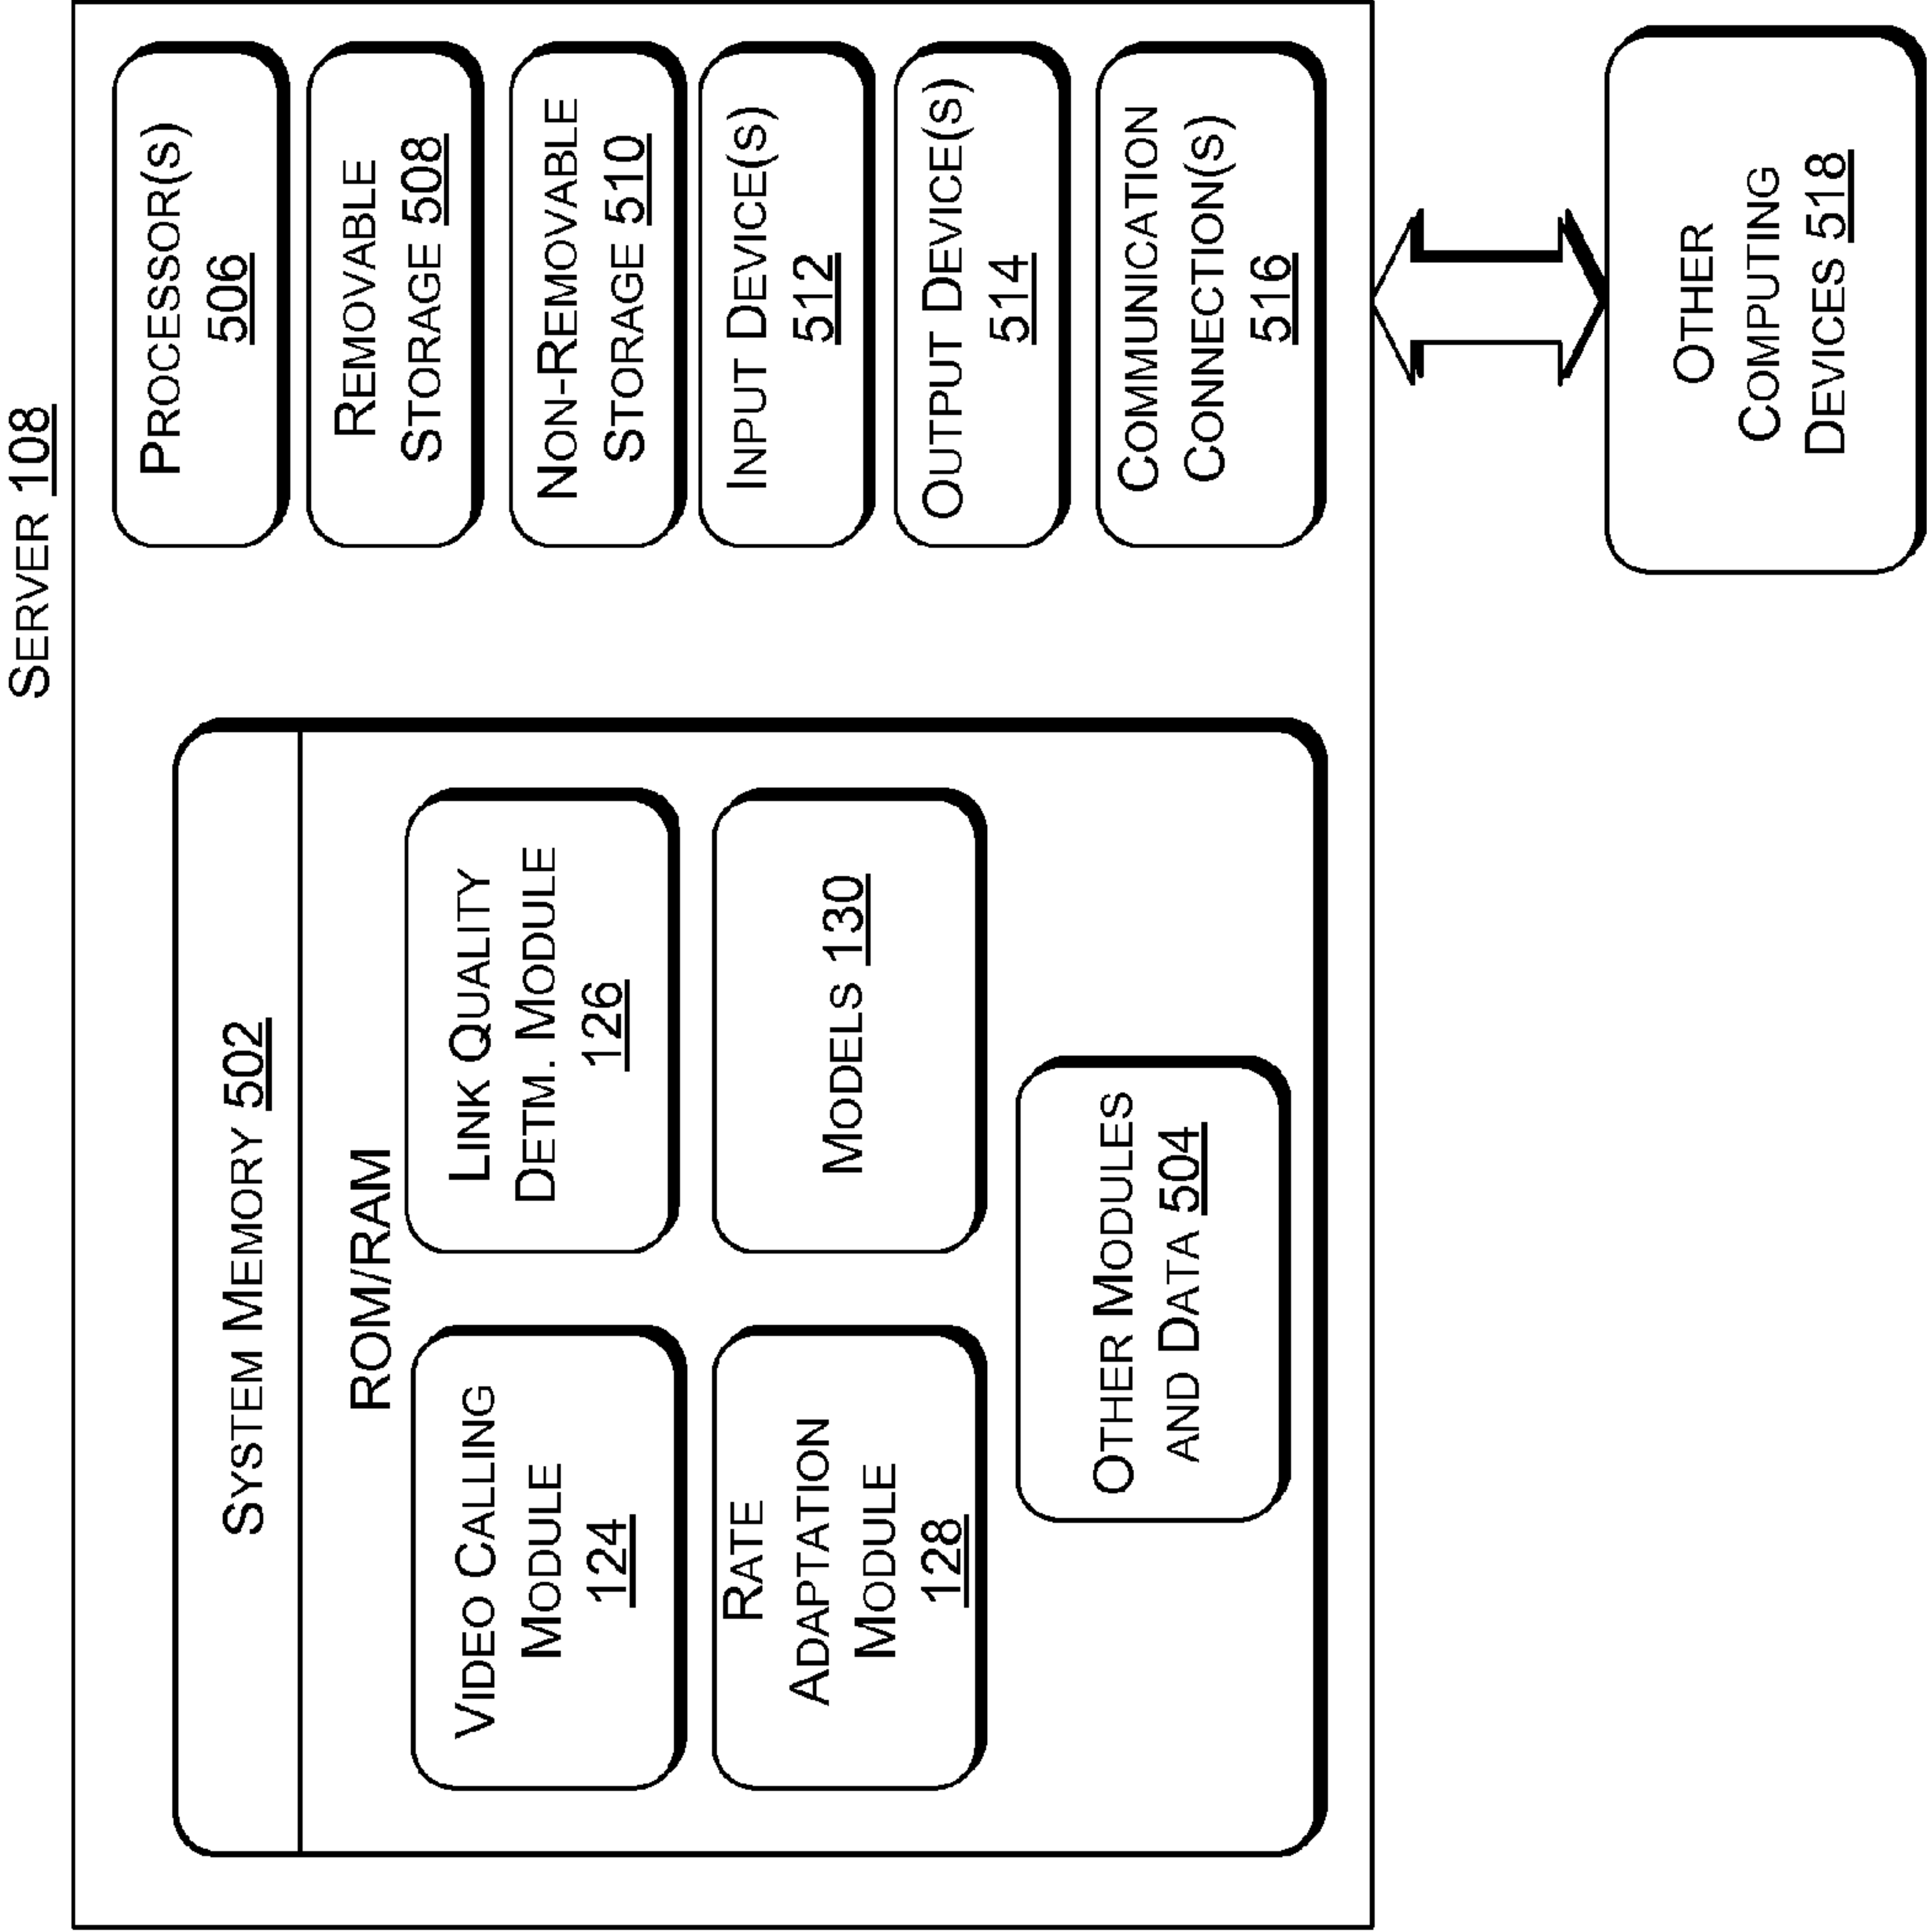 SERVER 108
SYSTEM MEMORY 502
ROM/RAM
VIDEO CALLING
MODULE
124
LINK QUALITY
DETM. MODULE
126
RATE
ADAPTATION
MODULE
128
MODELS 130
OTHER MODULES
AND DATA 504
PROCESSOR(S)
506
REMOVABLE
STORAGE 508
NON-REMOVABLE
STORAGE 510
INPUT DEVICE(S)
512
OUTPUT DEVICE(S)
514
COMMUNICATION
CONNECTION(S)
516
OTHER
COMPUTING
DEVICES 518